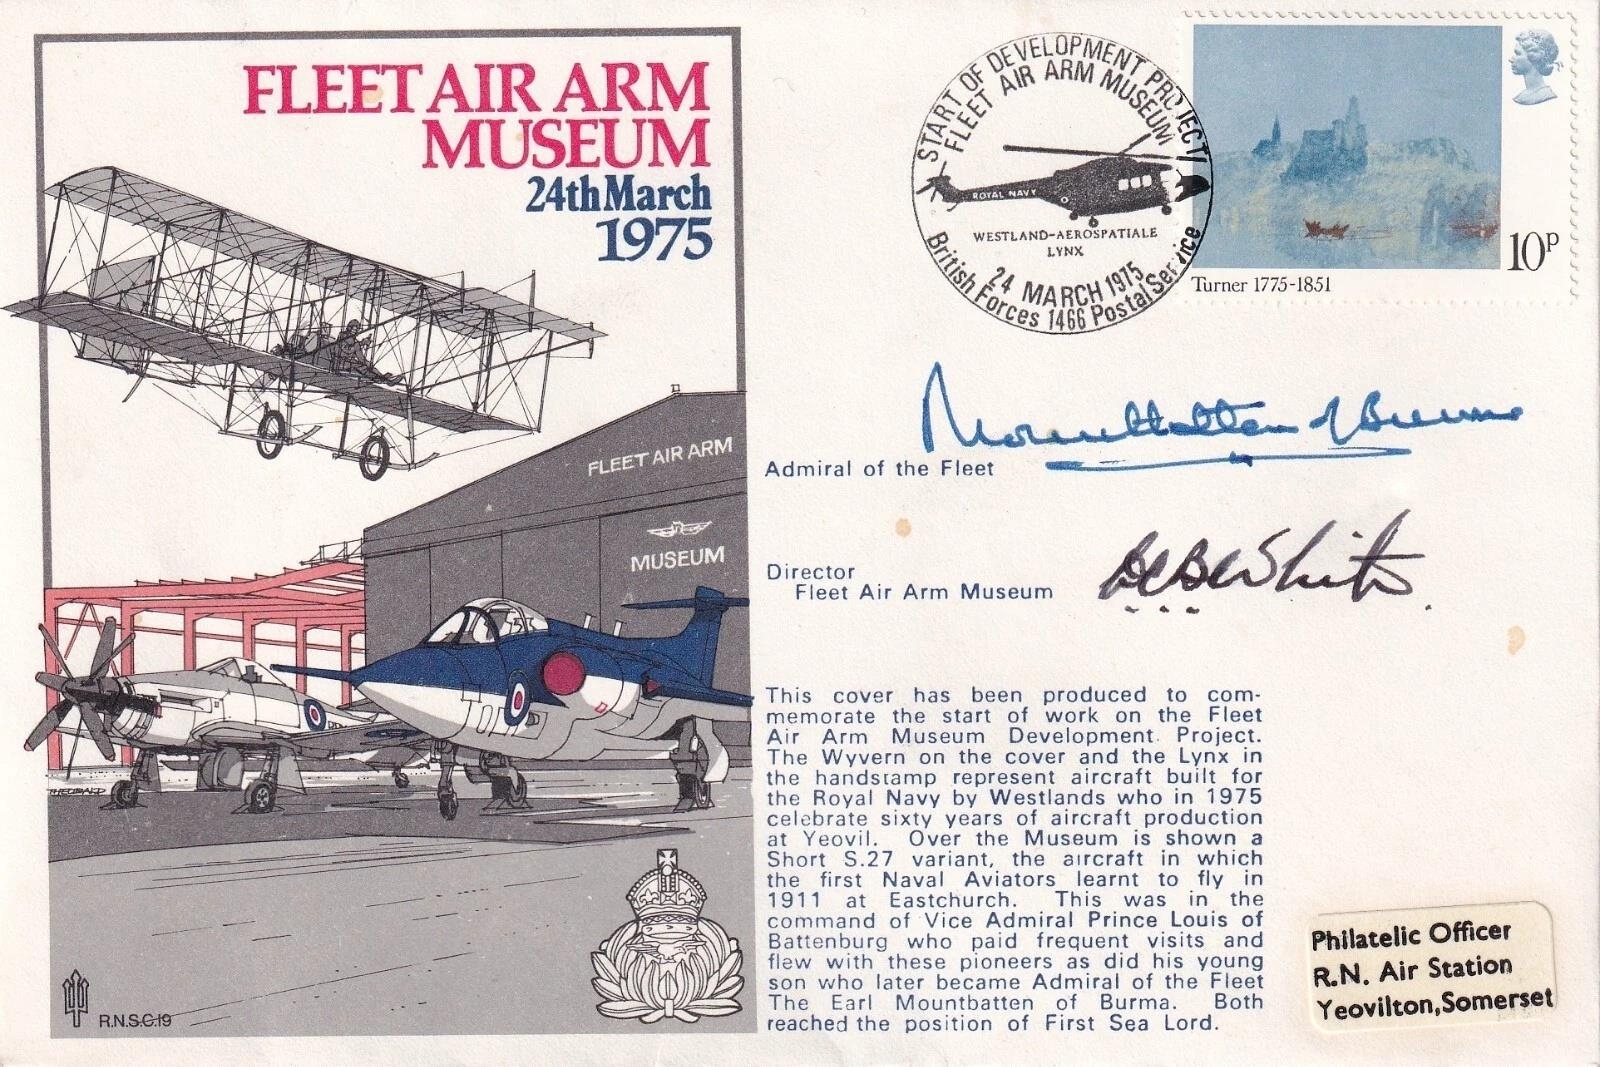 FLEET AIR ARM
MUSEUM
24th March
1975
FLEET AIR ARM
MUSEUM
THEOBALD
R.N.S.C.19
START OF DEVELOPMENT PROJECT
FLEET AIR ARM MUSEUM
ROYAL NAVY
WESTLAND-AEROSPATIALE
LYNX
24 MARCH 1975
British Forces 1466 Postal Service
10P
Turner 1775-1851
Mountbatten of Burma
Admiral of the Fleet
Director
Fleet Air Arm Museum
This cover has been produced to com-
memorate the start of work on the Fleet
Air Arm Museum Development Project.
The Wyvern on the cover and the Lynx in
the handstamp represent aircraft built for
the Royal Navy by Westlands who in 1975
celebrate sixty years of aircraft production
at Yeovil. Over the Museum is shown a
Short S.27 variant, the aircraft in which
the first Naval Aviators learnt to fly in
1911 at Eastchurch. This was in the
command of Vice Admiral Prince Louis of
Battenburg who paid frequent visits and
flew with these pioneers as did his young
son who later became Admiral of the Fleet
The Earl Mountbatten of Burma. Both
reached the position of First Sea Lord.
Philatelic Officer
R.N. Air Station
Yeovilton,Somerset